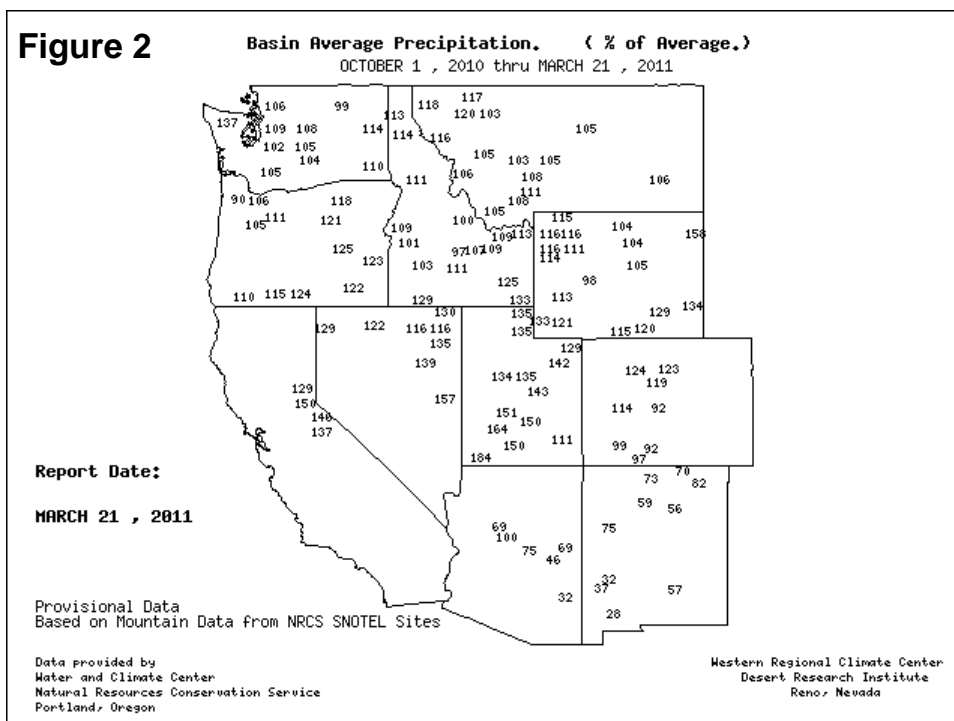 Figure 2
Basin Average Precipitation. ( % of Average.)
OCTOBER 1 , 2010 thru MARCH 21 , 2011
117
118
106 99
120 103
113
137
109 108 114 105
114 116
102 105
105
104 103 105
110 106
105 108
111 106
111
90 106 118 108
105
111 121 100 115
105 109 104
109 113 116 116 158
101 104
125 97 107 109 116 111
114
123 103 111 105
125 98
122
110 115 124 129 133 113 134
130 135 129
133 121
129 122 116 116 135 115 120
135 129
139 142
124 123
134 135 119
129 143
157
150 114 92
151
146 150
164
137 111
150 99 92
184 97
70
73 82
59 56
69 75
100
75 69
46
32
37 57
32
28
Report Date:
MARCH 21 , 2011
Provisional Data
Based on Mountain Data from NRCS SNOTEL Sites
Data provided by
Water and Climate Center
Natural Resources Conservation Service
Portland, Oregon
Western Regional Climate Center
Desert Research Institute
Reno, Nevada